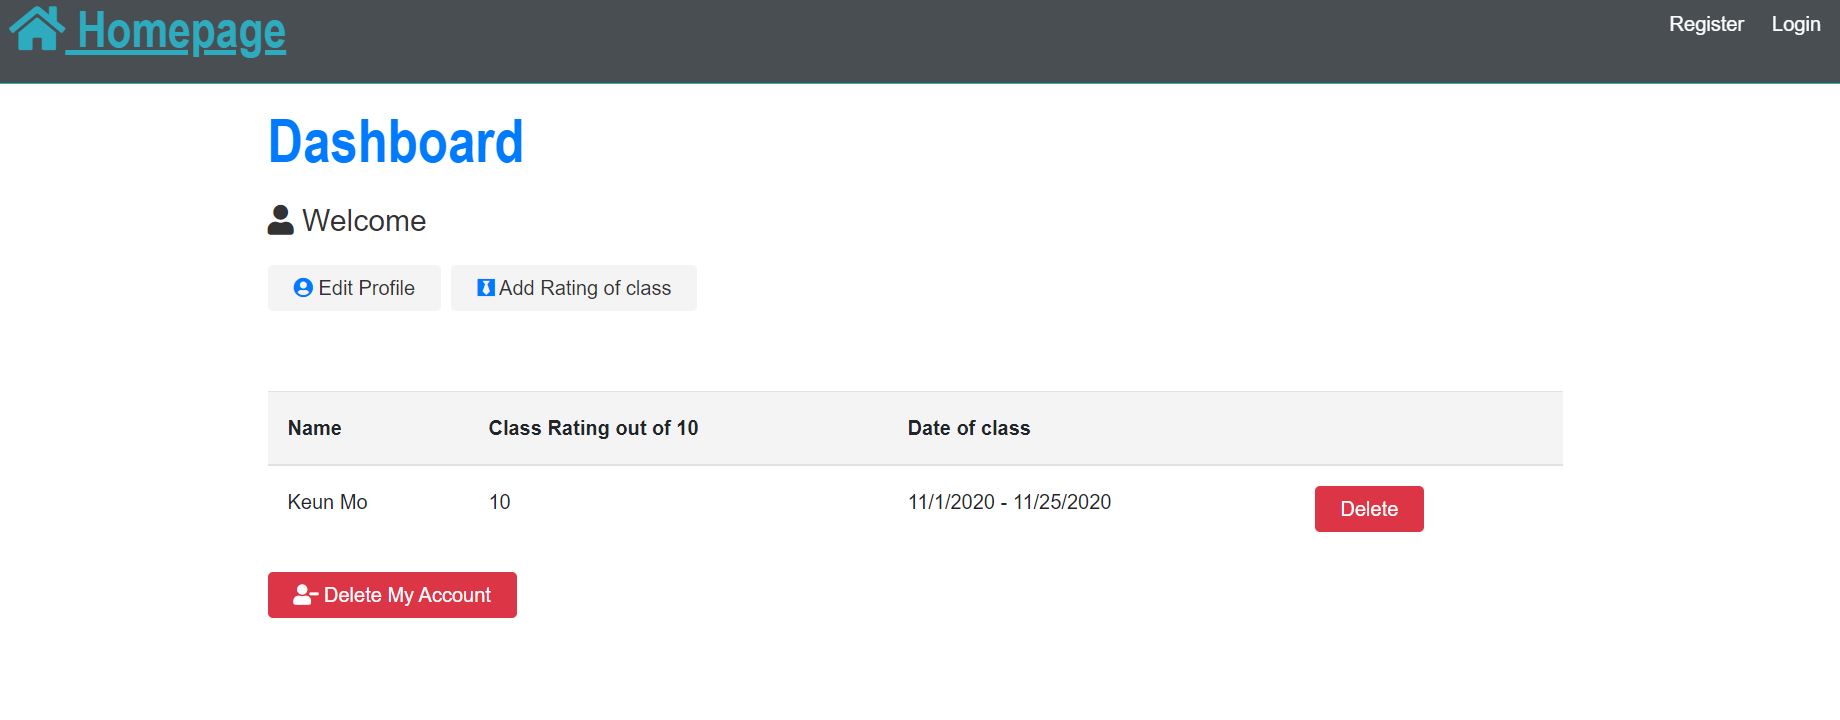 Homepage Register Login
Dashboard
Welcome
Edit Profile Add Rating of class
Name Class Rating out of 10 Date of class
Keun Mo 10 11/1/2020 - 11/25/2020 Delete
Delete My Account